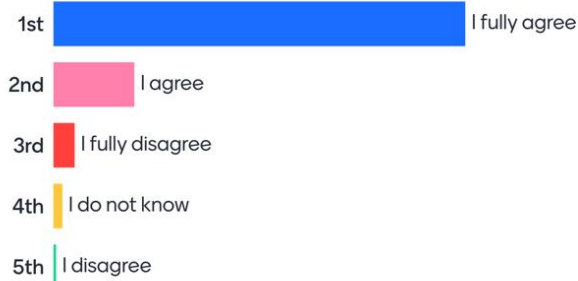 1st I fully agree
2nd I agree
3rd I fully disagree
4th I do not know
5th I disagree